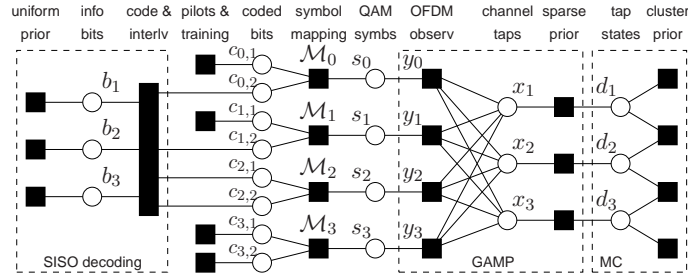 uniform info code & pilots & coded symbol QAM OFDM channel sparse tap cluster
prior bits interlv training bits mapping symbs observ taps prior states prior
b₁
b₂
b₃
c₀,₁
c₀,₂
c₁,₁
c₁,₂
c₂,₁
c₂,₂
c₃,₁
c₃,₂
ℳ₀
ℳ₁
ℳ₂
ℳ₃
s₀
s₁
s₂
s₃
y₀
y₁
y₂
y₃
x₁
x₂
x₃
d₁
d₂
d₃
SISO decoding
GAMP
MC